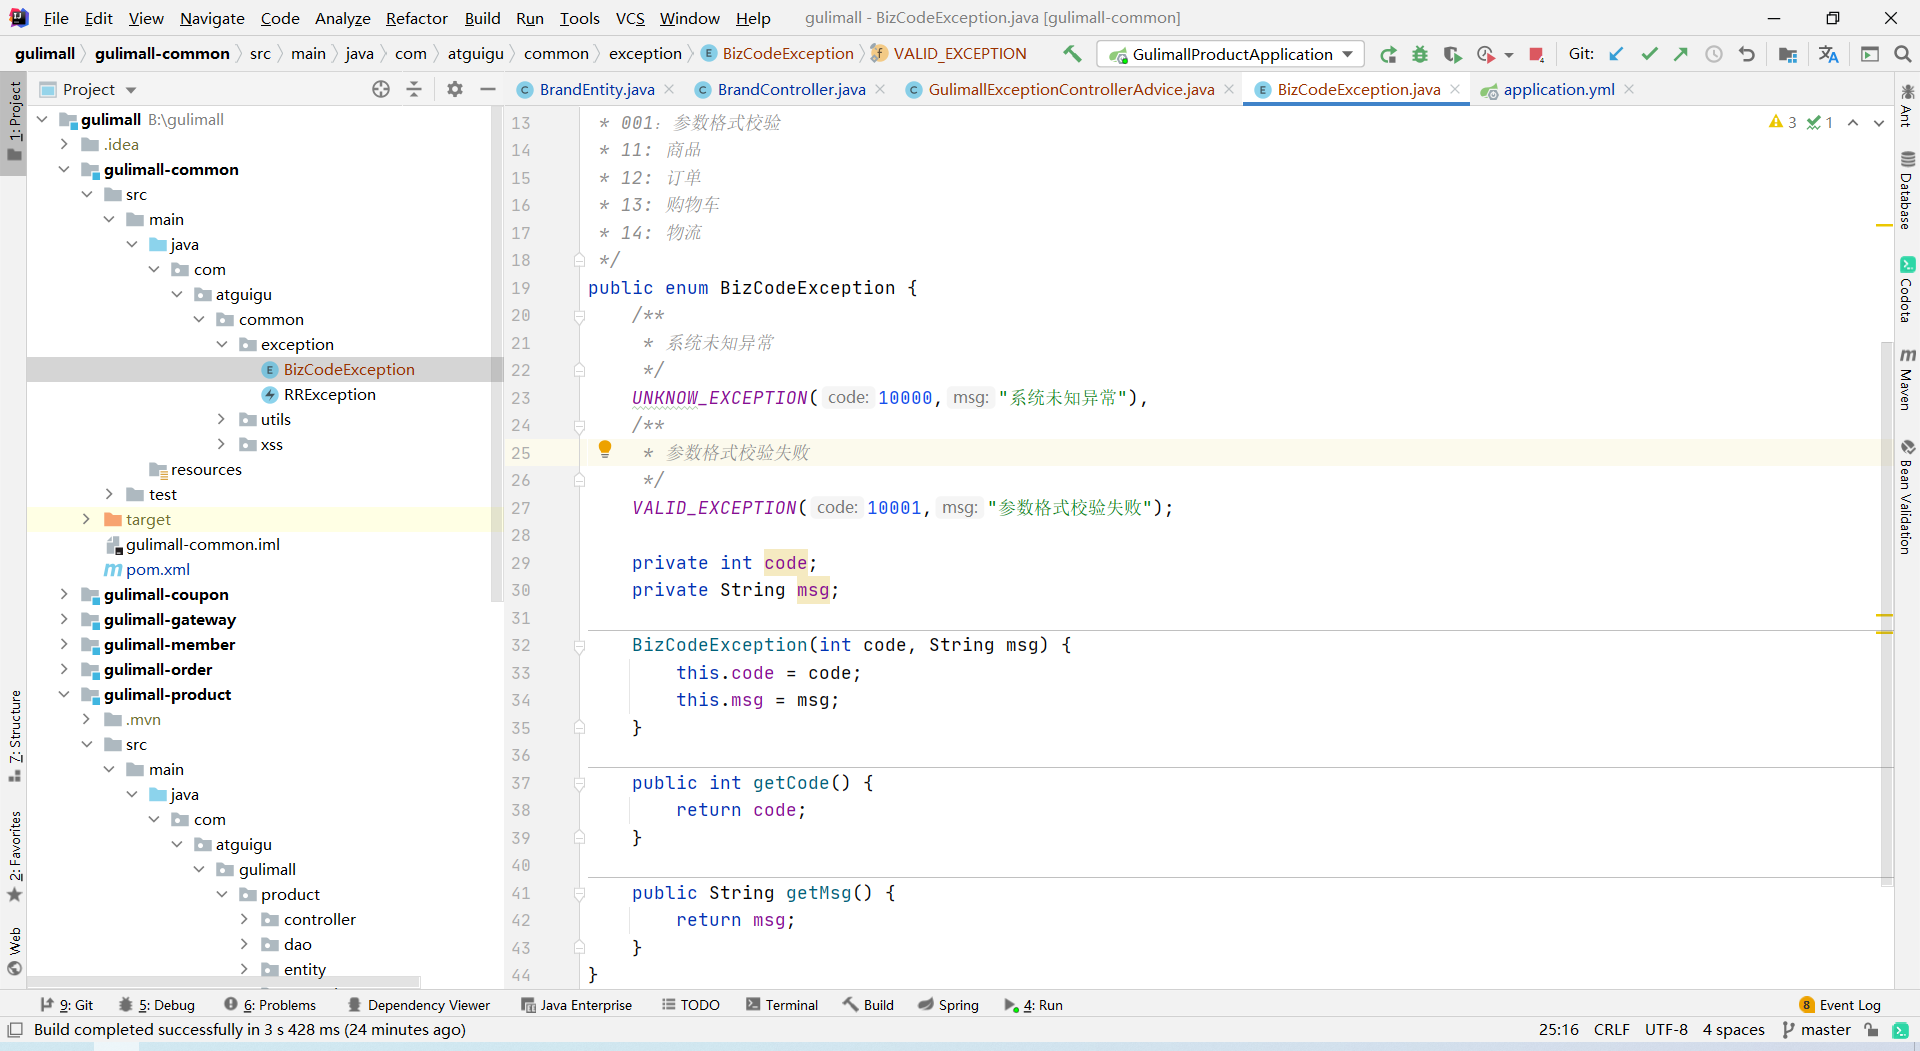 File Edit View Navigate Code Analyze Refactor Build Run Tools VCS Window Help gulimall - BizCodeException.java [gulimall-common]
gulimall gulimall-common src main java com atguigu common exception BizCodeException VALID_EXCEPTION GulimallProductApplication Git:
Project
BrandEntity.java BrandController.java GulimallExceptionControllerAdvice.java BizCodeException.java application.yml
1: Project
7: Structure
2: Favorites
Web
gulimall B:\gulimall
.idea
gulimall-common
src
main
java
com
atguigu
common
exception
BizCodeException
RRException
utils
xss
resources
test
target
gulimall-common.iml
pom.xml
gulimall-coupon
gulimall-gateway
gulimall-member
gulimall-order
gulimall-product
.mvn
src
main
java
com
atguigu
gulimall
product
controller
dao
entity
3 1
13 * 001：参数格式校验
14 * 11: 商品
15 * 12: 订单
16 * 13: 购物车
17 * 14: 物流
18 */
19 public enum BizCodeException {
20 /**
21 * 系统未知异常
22 */
23 UNKNOW_EXCEPTION( code: 10000, msg: "系统未知异常"),
24 /**
25 * 参数格式校验失败
26 */
27 VALID_EXCEPTION( code: 10001, msg: "参数格式校验失败");
28
29 private int code;
30 private String msg;
31
32 BizCodeException(int code, String msg) {
33 this.code = code;
34 this.msg = msg;
35 }
36
37 public int getCode() {
38 return code;
39 }
40
41 public String getMsg() {
42 return msg;
43 }
44 }
Ant
Database
Codota
Maven
Bean Validation
9: Git 5: Debug 6: Problems Dependency Viewer Java Enterprise TODO Terminal Build Spring 4: Run 8 Event Log
Build completed successfully in 3 s 428 ms (24 minutes ago) 25:16 CRLF UTF-8 4 spaces master